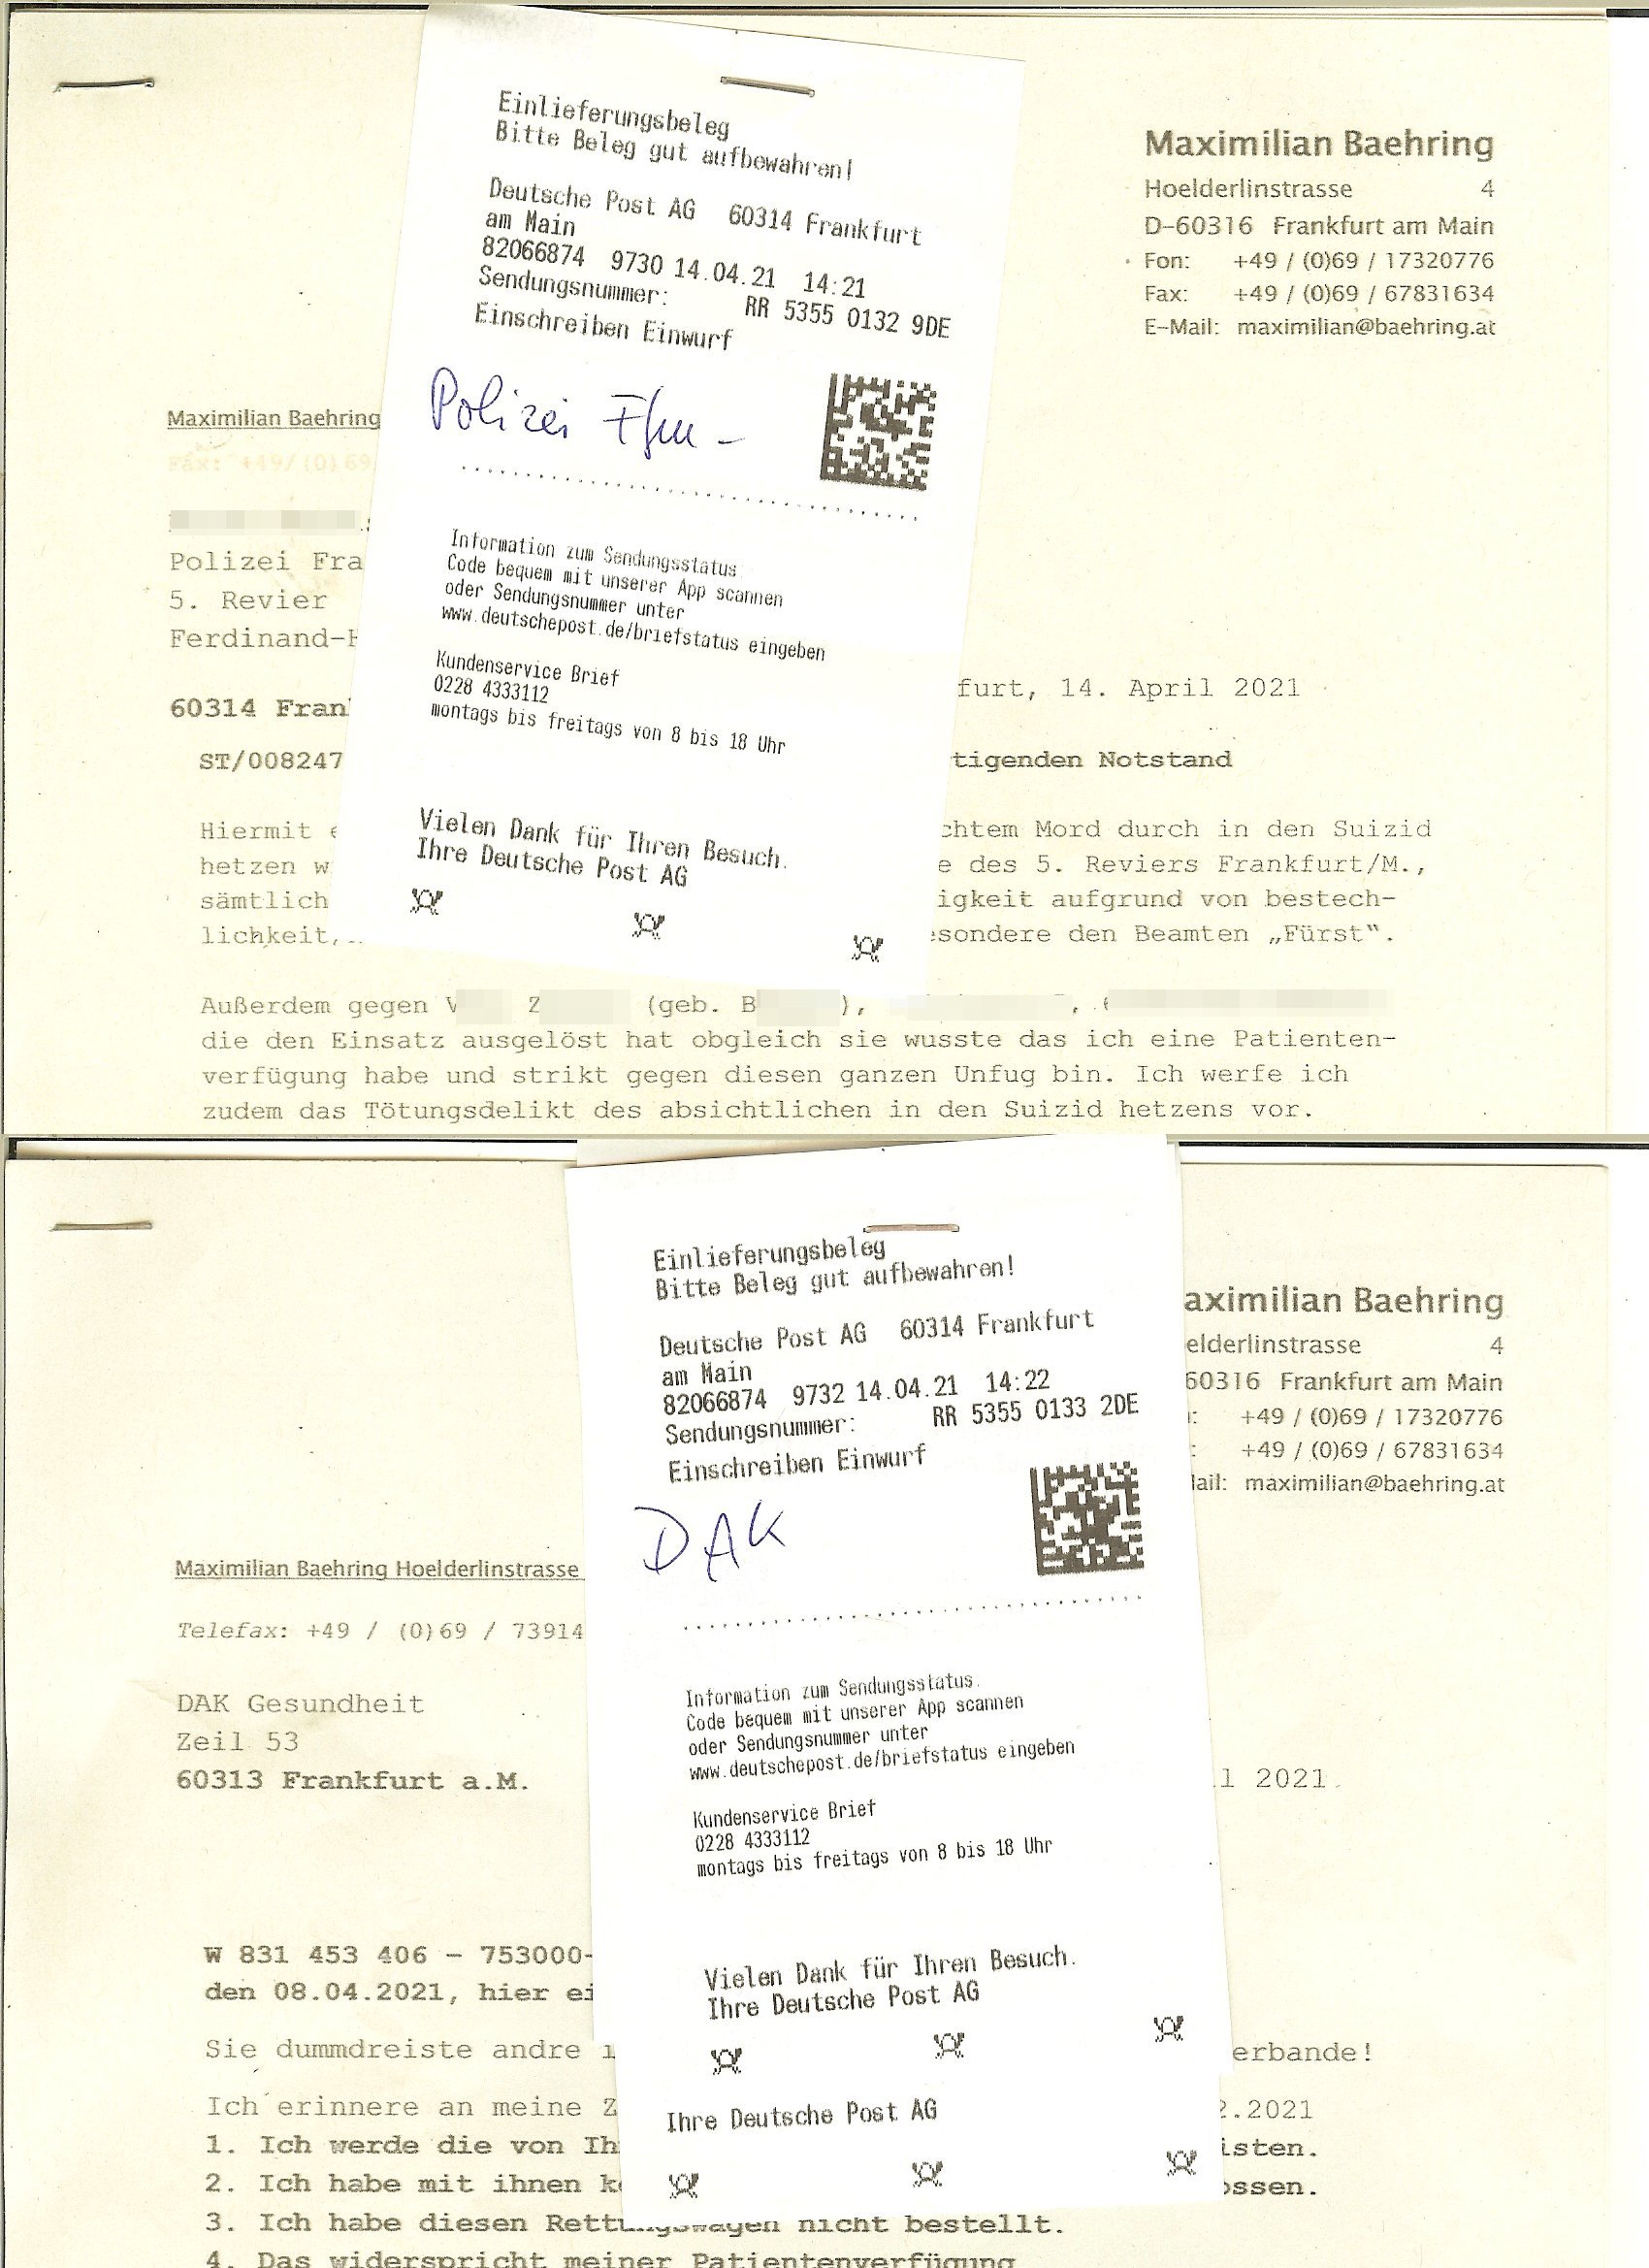 Einlieferungsbeleg
Bitte Beleg gut aufbewahren!
Deutsche Post AG 60314 Frankfurt
am Main
82066874 9730 14.04.21 14:21
Sendungsnummer: RR 5355 0132 9DE
Einschreiben Einwurf
Polizei Ffm -
Information zum Sendungsstatus
Code bequem mit unserer App scannen
oder Sendungsnummer unter
www.deutschepost.de/briefstatus eingeben
Kundenservice Brief
0228 4333112
montags bis freitags von 8 bis 18 Uhr
Vielen Dank für Ihren Besuch.
Ihre Deutsche Post AG
Maximilian Baehring
Hoelderlinstrasse 4
D-60316 Frankfurt am Main
Fon: +49 / (0)69 / 17320776
Fax: +49 / (0)69 / 67831634
E-Mail: maximilian@baehring.at
Maximilian Baehring
Fax: +49/(0)69
Polizei Fra
5. Revier
Ferdinand-H
60314 Fran
furt, 14. April 2021
ST/008247 tigenden Notstand
Hiermit e chtem Mord durch in den Suizid
hetzen w e des 5. Reviers Frankfurt/M.,
sämtlich igkeit aufgrund von bestech-
lichkeit, esondere den Beamten „Fürst“.
Außerdem gegen V Z (geb. B ), ,
die den Einsatz ausgelöst hat obgleich sie wusste das ich eine Patienten-
verfügung habe und strikt gegen diesen ganzen Unfug bin. Ich werfe ich
zudem das Tötungsdelikt des absichtlichen in den Suizid hetzens vor.
Einlieferungsbeleg
Bitte Beleg gut aufbewahren!
Deutsche Post AG 60314 Frankfurt
am Main
82066874 9732 14.04.21 14:22
Sendungsnummer: RR 5355 0133 2DE
Einschreiben Einwurf
DAK
Information zum Sendungsstatus.
Code bequem mit unserer App scannen
oder Sendungsnummer unter
www.deutschepost.de/briefstatus eingeben
Kundenservice Brief
0228 4333112
montags bis freitags von 8 bis 18 Uhr
Vielen Dank für Ihren Besuch.
Ihre Deutsche Post AG
Ihre Deutsche Post AG
aximilian Baehring
elderlinstrasse 4
60316 Frankfurt am Main
: +49 / (0)69 / 17320776
: +49 / (0)69 / 67831634
ail: maximilian@baehring.at
Maximilian Baehring Hoelderlinstrasse
Telefax: +49 / (0)69 / 73914
DAK Gesundheit
Zeil 53
60313 Frankfurt a.M.
l 2021
W 831 453 406 - 753000-
den 08.04.2021, hier ei
Sie dummdreiste andre erbande!
Ich erinnere an meine Z 2.2021
1. Ich werde die von Ih isten.
2. Ich habe mit ihnen k ossen.
3. Ich habe diesen Rettungswagen nicht bestellt.
4. Das widerspricht meiner Patientenverfügung